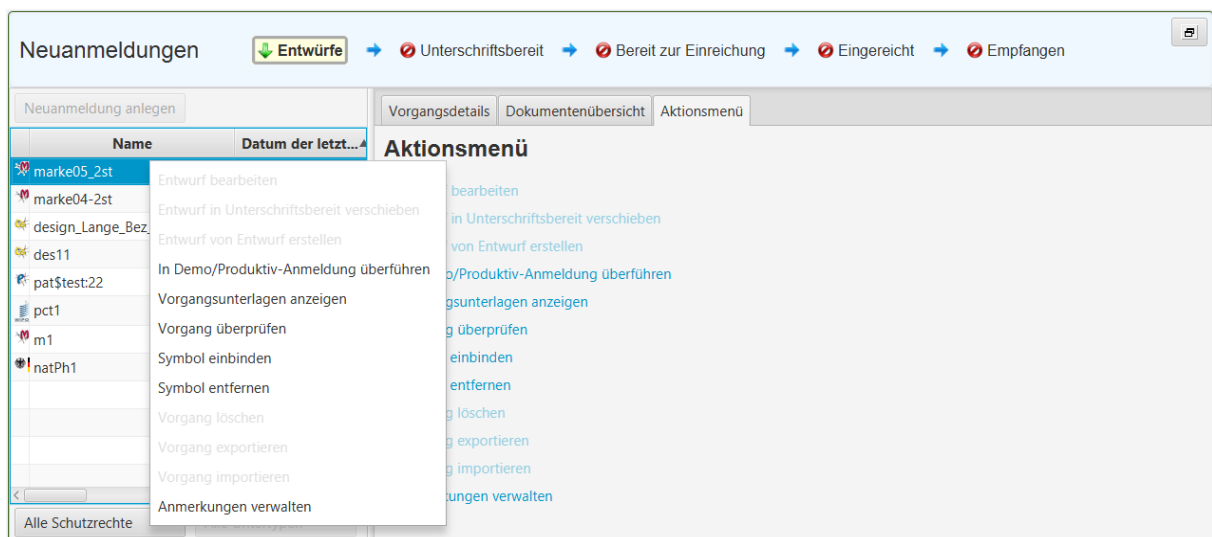 Neuanmeldungen
Entwürfe
Unterschriftsbereit
Bereit zur Einreichung
Eingereicht
Empfangen
Neuanmeldung anlegen
Vorgangsdetails
Dokumentenübersicht
Aktionsmenü
Name
Datum der letzt...
marke05_2st
marke04-2st
design_Lange_Bez_
des11
pat$test:22
pct1
m1
natPh1
Alle Schutzrechte
Entwurf bearbeiten
Entwurf in Unterschriftsbereit verschieben
Entwurf von Entwurf erstellen
In Demo/Produktiv-Anmeldung überführen
Vorgangsunterlagen anzeigen
Vorgang überprüfen
Symbol einbinden
Symbol entfernen
Vorgang löschen
Vorgang exportieren
Vorgang importieren
Anmerkungen verwalten
Aktionsmenü
bearbeiten
in Unterschriftsbereit verschieben
von Entwurf erstellen
o/Produktiv-Anmeldung überführen
gsunterlagen anzeigen
g überprüfen
einbinden
entfernen
g löschen
g exportieren
g importieren
kungen verwalten